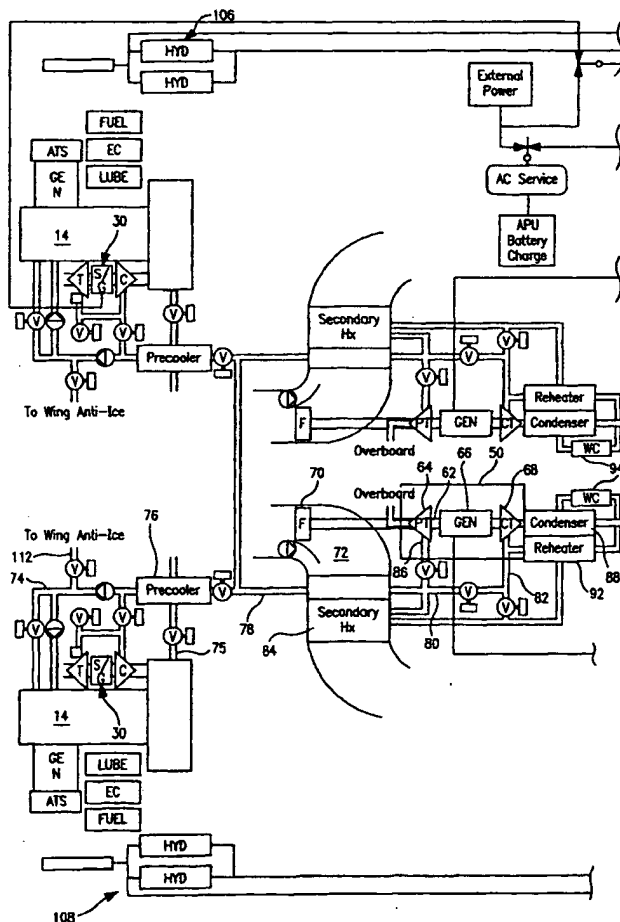 106
HYD
HYD
External
Power
FUEL
ATS
EC
GE
N
LUBE
AC Service
APU
Battery
Charge
14
30
T
S/G
C
V
V
V
V
V
Precooler
V
Secondary
Hx
V
V
V
To Wing Anti-Ice
Reheater
F
PT
GEN
CT
Condenser
Overboard
66
50
WC
94
70
Overboard
64
62
68
WC
To Wing Anti-Ice
76
F
PT
GEN
CT
Condenser
88
112
72
86
Reheater
74
Precooler
V
V
V
V
92
V
82
V
V
V
V
V
78
84
Secondary
Hx
80
T
S/G
C
75
14
30
GE
N
LUBE
EC
ATS
FUEL
HYD
HYD
108